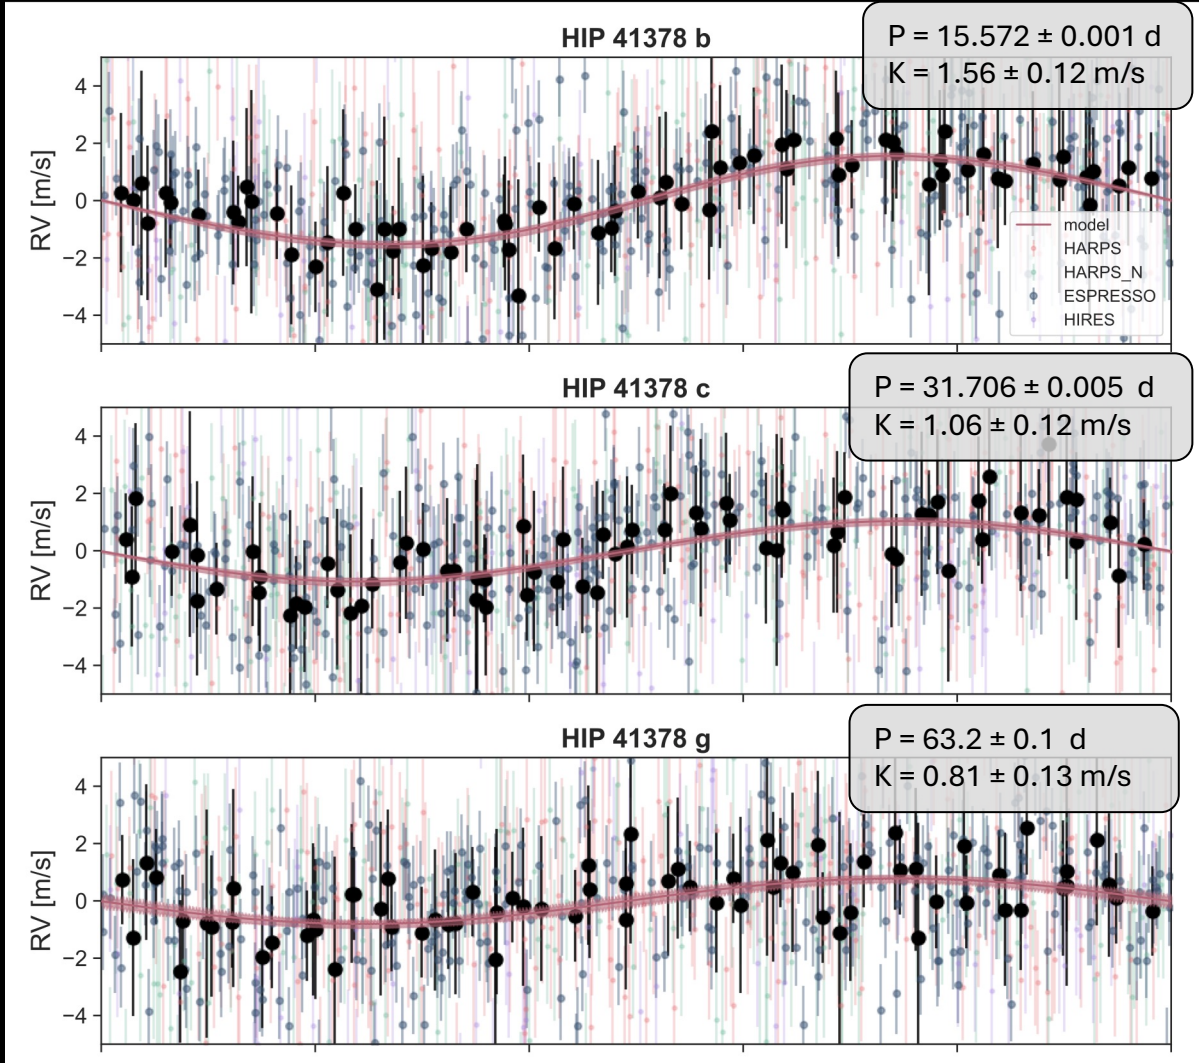 HIP 41378 b
P = 15.572 ± 0.001 d
K = 1.56 ± 0.12 m/s
RV [m/s]
4
2
0
−2
−4
model
HARPS
HARPS_N
ESPRESSO
HIRES
HIP 41378 c
P = 31.706 ± 0.005 d
K = 1.06 ± 0.12 m/s
RV [m/s]
4
2
0
−2
−4
HIP 41378 g
P = 63.2 ± 0.1 d
K = 0.81 ± 0.13 m/s
RV [m/s]
4
2
0
−2
−4